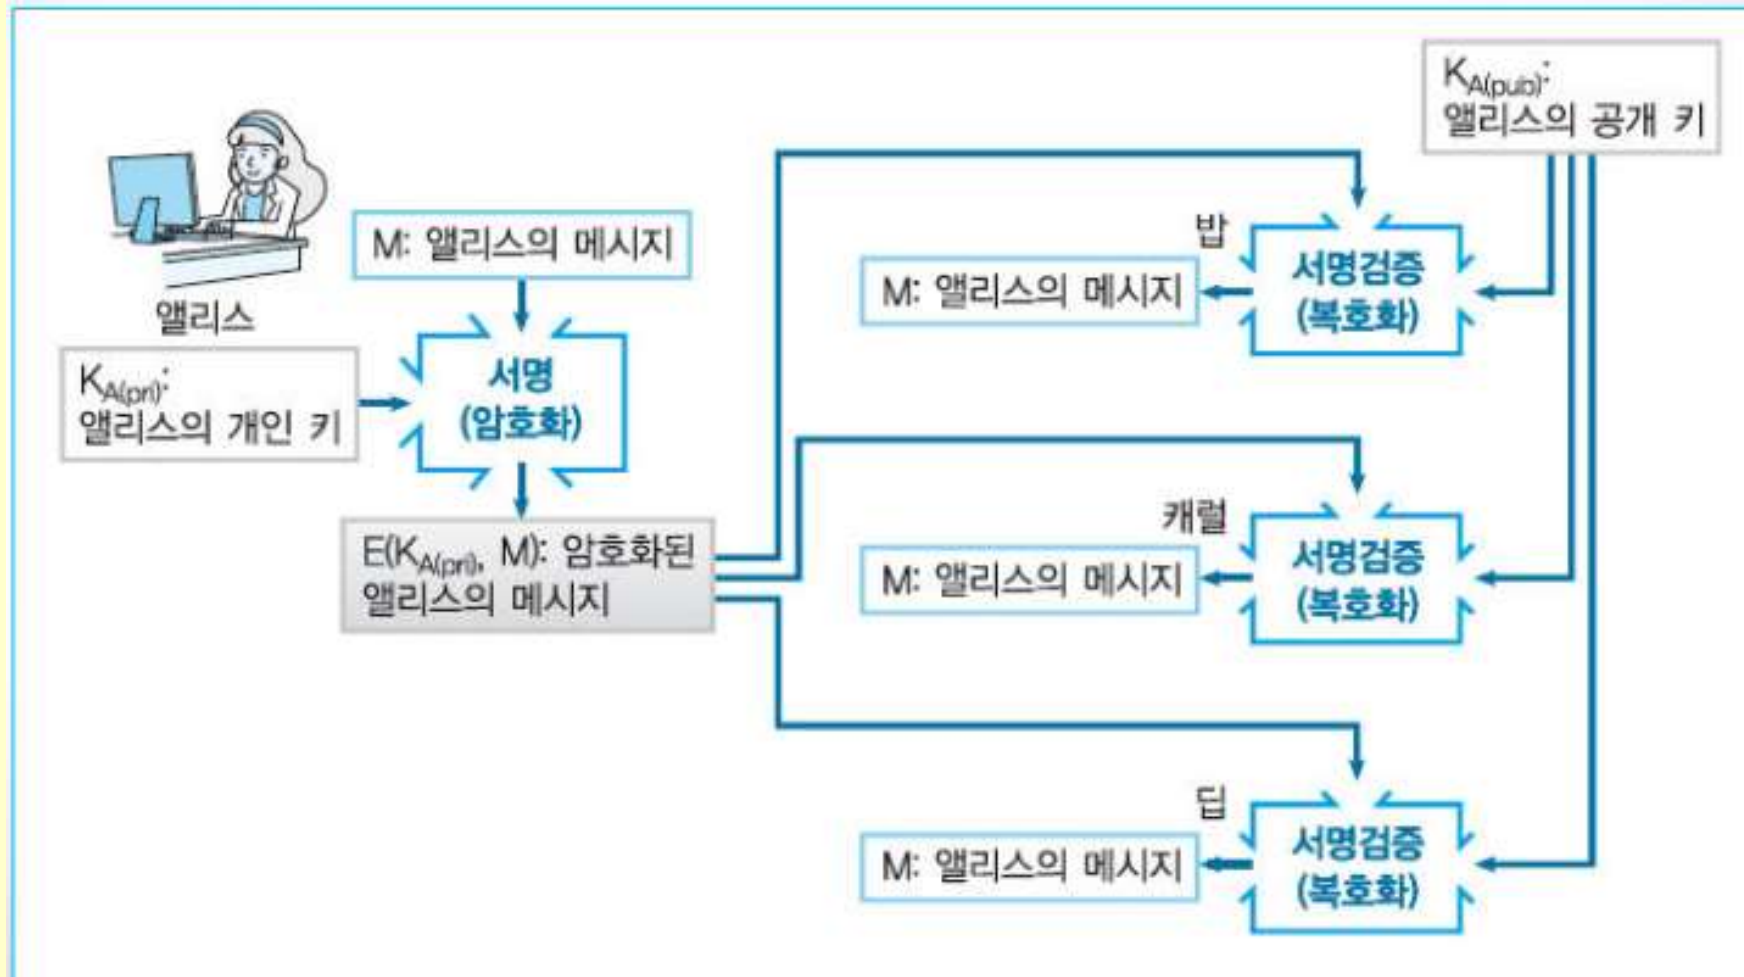 K_A(pub):
앨리스의 공개 키
앨리스
M: 앨리스의 메시지
K_A(pri):
앨리스의 개인 키
서명
(암호화)
E(K_A(pri), M): 암호화된
앨리스의 메시지
밥
서명검증
(복호화)
M: 앨리스의 메시지
캐럴
서명검증
(복호화)
M: 앨리스의 메시지
딥
서명검증
(복호화)
M: 앨리스의 메시지